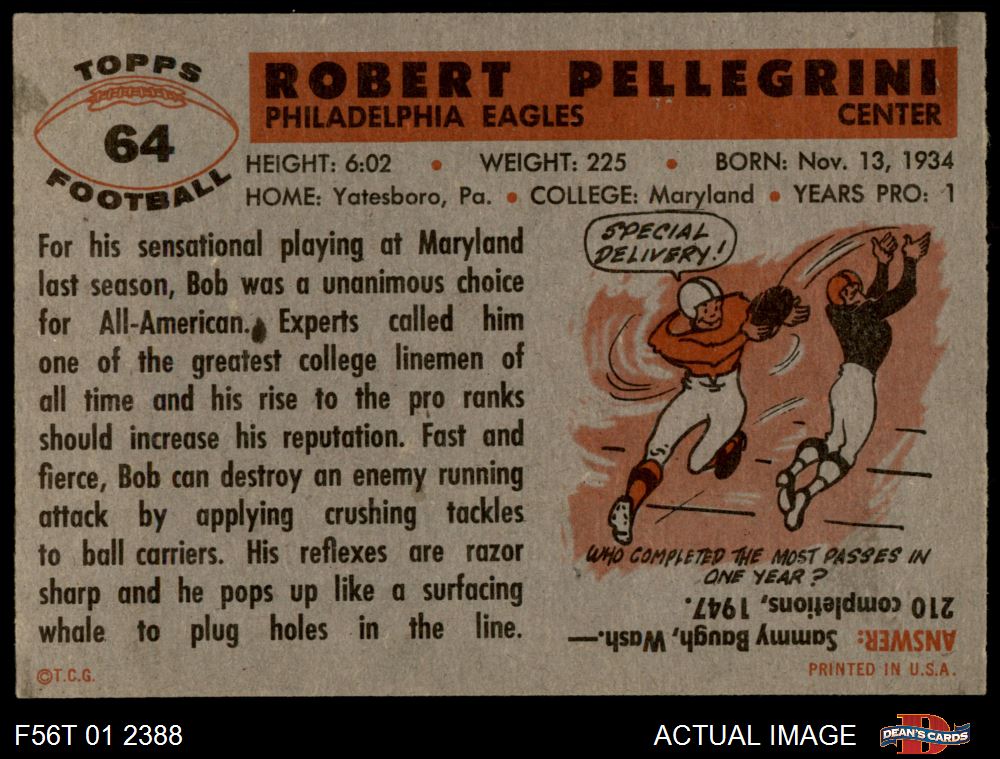 TOPPS
64
FOOTBALL
ROBERT PELLEGRINI
PHILADELPHIA EAGLES CENTER
HEIGHT: 6:02 • WEIGHT: 225 • BORN: Nov. 13, 1934
HOME: Yatesboro, Pa. • COLLEGE: Maryland • YEARS PRO: 1
For his sensational playing at Maryland
last season, Bob was a unanimous choice
for All-American. Experts called him
one of the greatest college linemen of
all time and his rise to the pro ranks
should increase his reputation. Fast and
fierce, Bob can destroy an enemy running
attack by applying crushing tackles
to ball carriers. His reflexes are razor
sharp and he pops up like a surfacing
whale to plug holes in the line.
SPECIAL
DELIVERY!
WHO COMPLETED THE MOST PASSES IN
ONE YEAR?
ANSWER: Sammy Baugh, Wash.—
210 completions, 1947.
©T.C.G.
PRINTED IN U.S.A.
F56T 01 2388
ACTUAL IMAGE
D
DEAN'S CARDS